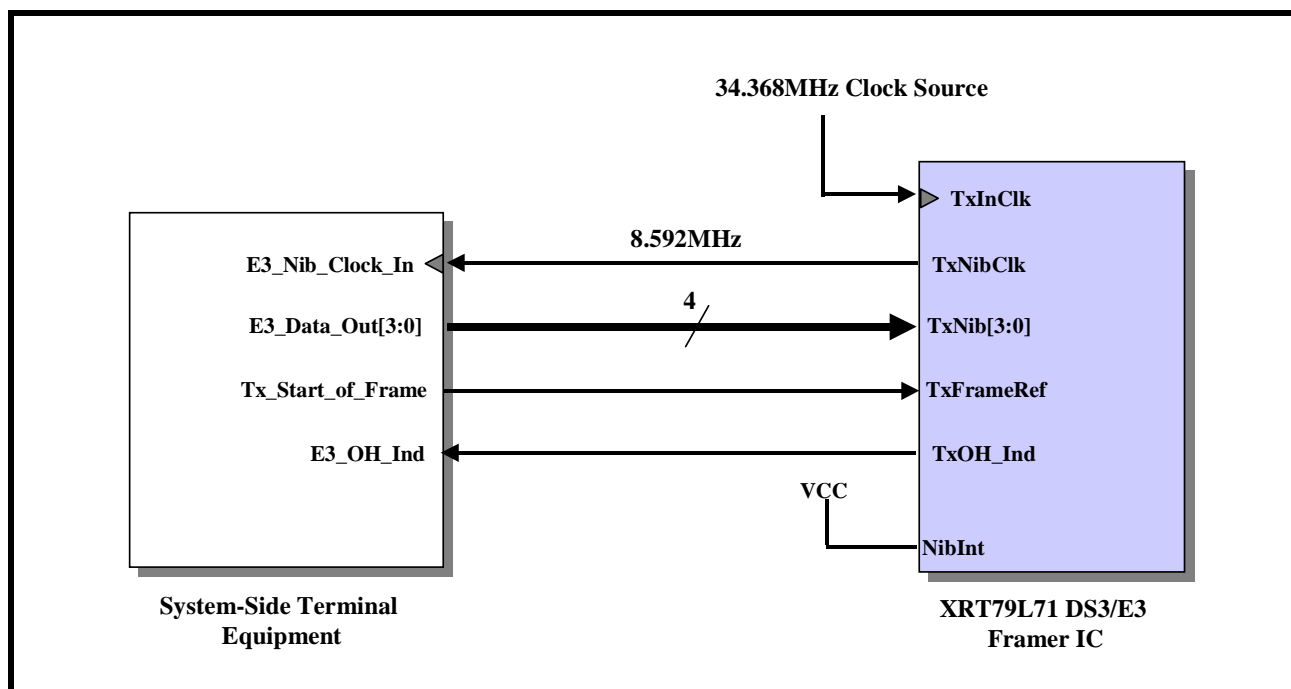 34.368MHz Clock Source
TxInClk
8.592MHz
E3_Nib_Clock_In
TxNibClk
4
E3_Data_Out[3:0]
TxNib[3:0]
Tx_Start_of_Frame
TxFrameRef
E3_OH_Ind
TxOH_Ind
VCC
NibInt
System-Side Terminal
Equipment
XRT79L71 DS3/E3
Framer IC